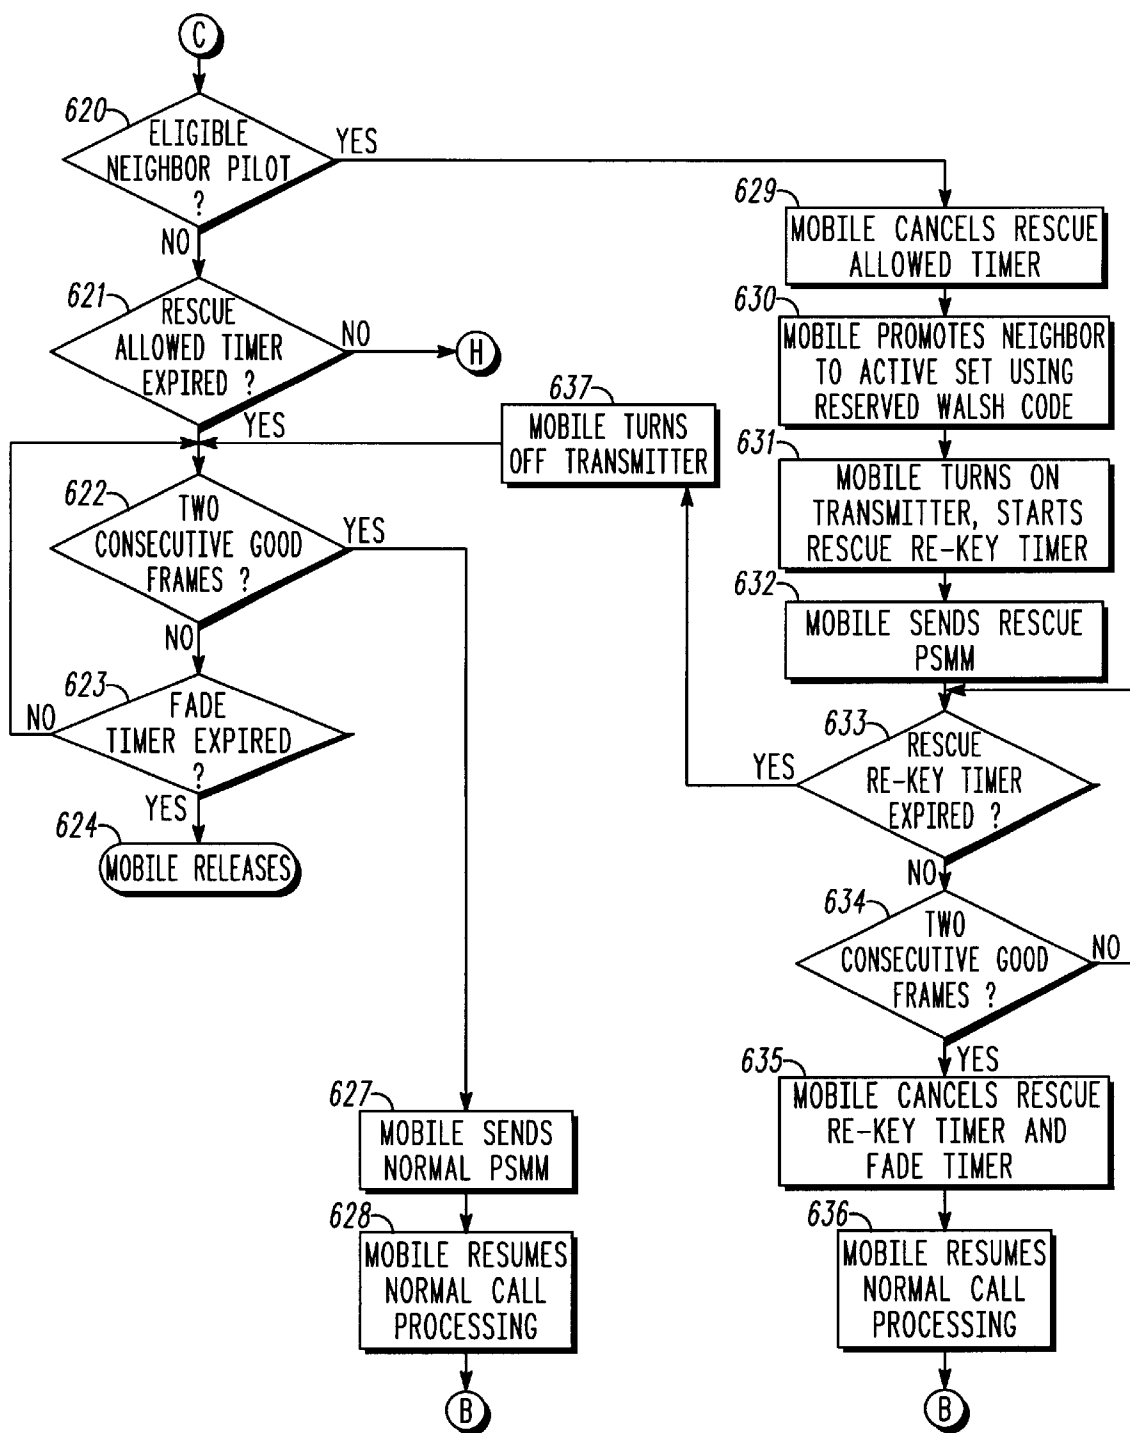 C
620
ELIGIBLE
NEIGHBOR PILOT
?
YES
NO
629
MOBILE CANCELS RESCUE
ALLOWED TIMER
621
RESCUE
ALLOWED TIMER
EXPIRED ?
NO
H
YES
630
MOBILE PROMOTES NEIGHBOR
TO ACTIVE SET USING
RESERVED WALSH CODE
637
MOBILE TURNS
OFF TRANSMITTER
631
MOBILE TURNS ON
TRANSMITTER, STARTS
RESCUE RE-KEY TIMER
622
TWO
CONSECUTIVE GOOD
FRAMES ?
YES
NO
632
MOBILE SENDS RESCUE
PSMM
623
FADE
TIMER EXPIRED
?
NO
YES
624
MOBILE RELEASES
633
RESCUE
RE-KEY TIMER
EXPIRED ?
YES
NO
634
TWO
CONSECUTIVE GOOD
FRAMES ?
NO
YES
627
MOBILE SENDS
NORMAL PSMM
635
MOBILE CANCELS RESCUE
RE-KEY TIMER AND
FADE TIMER
628
MOBILE RESUMES
NORMAL CALL
PROCESSING
B
636
MOBILE RESUMES
NORMAL CALL
PROCESSING
B